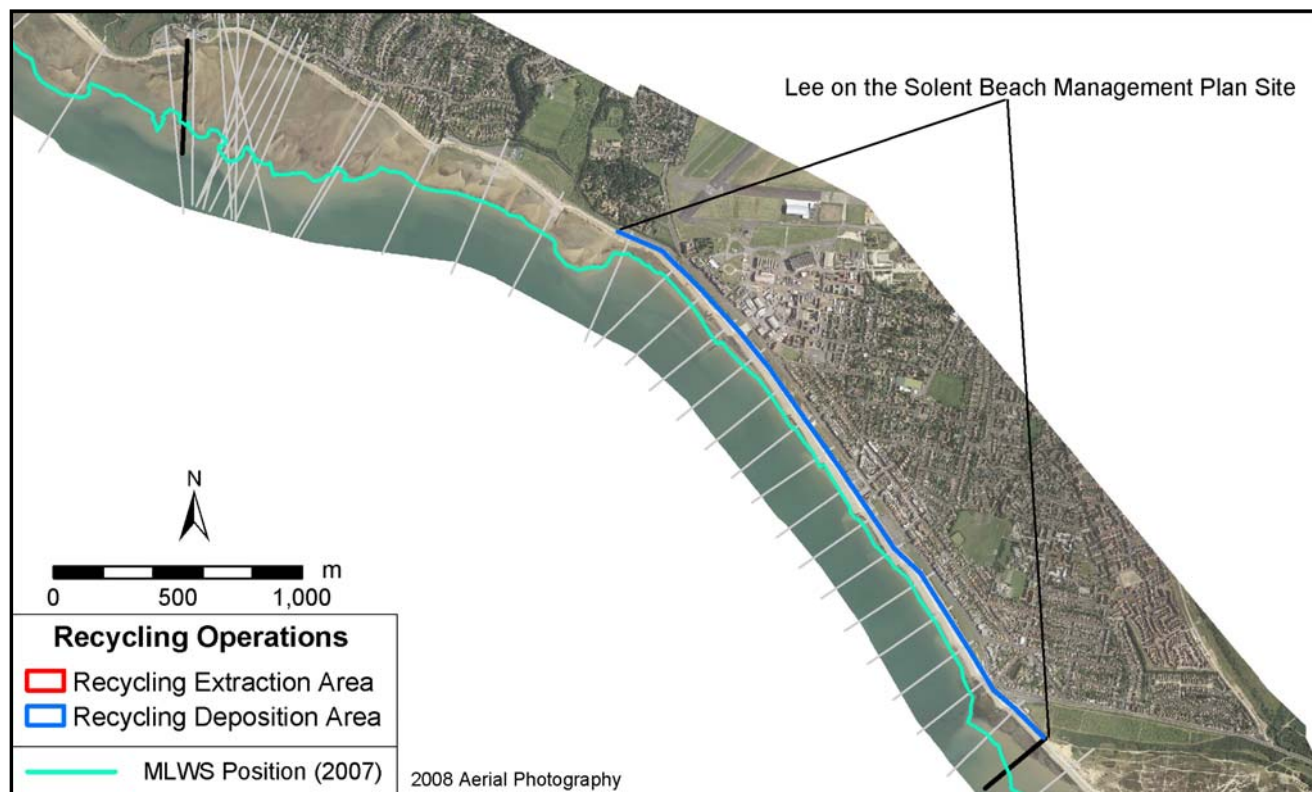 Lee on the Solent Beach Management Plan Site
N
m
0 500 1,000
Recycling Operations
Recycling Extraction Area
Recycling Deposition Area
MLWS Position (2007)
2008 Aerial Photography